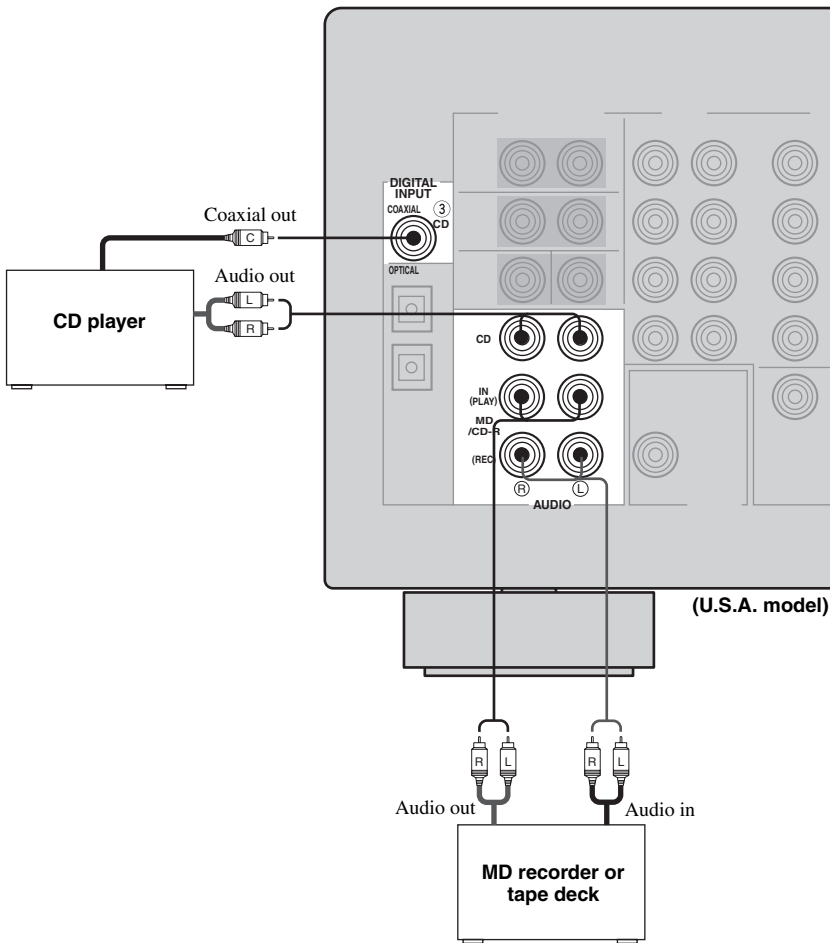 DIGITAL
INPUT
COAXIAL
③
CD
Coaxial out
C
OPTICAL
Audio out
L
R
CD player
CD
IN
(PLAY)
MD
/CD-R
(REC)
R
L
AUDIO
(U.S.A. model)
R
L
R
L
Audio out
Audio in
MD recorder or
tape deck